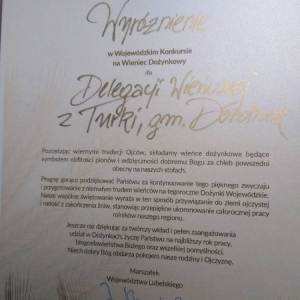 Wyróżnienie
w Wojewódzkim Konkursie
na Wieniec Dożynkowy
dla
Delegacji Wieńcowej
z Turki, gm. Dorohusk
Pozostając wiernymi tradycji Ojców, składamy wieńce dożynkowe będące
symbolem obfitości plonów i wdzięczności dobremu Bogu za chleb powszedni
obecny na naszych stołach.
Pragnę gorąco podziękować Państwu za kontynuowanie tego pięknego zwyczaju
i przygotowanie z niemałym trudem wieńców na tegoroczne Dożynki Wojewódzkie.
Nasze wspólne świętowanie wyraża w ten sposób przywiązanie do ziemi ojczystej
i radość z zakończenia żniw, stanowiąc przepiękne ukoronowanie całorocznej pracy
rolników naszego regionu.
Jeszcze raz dziękując za twórczy wkład i pełen zaangażowania
udział w Dożynkach, życzę Państwu na najbliższy rok pracy,
błogosławieństwa Bożego oraz wszelkiej pomyślności.
Niech dobry Bóg obdarza pokojem nasze rodziny i Ojczyznę.
Marszałek
Województwa Lubelskiego